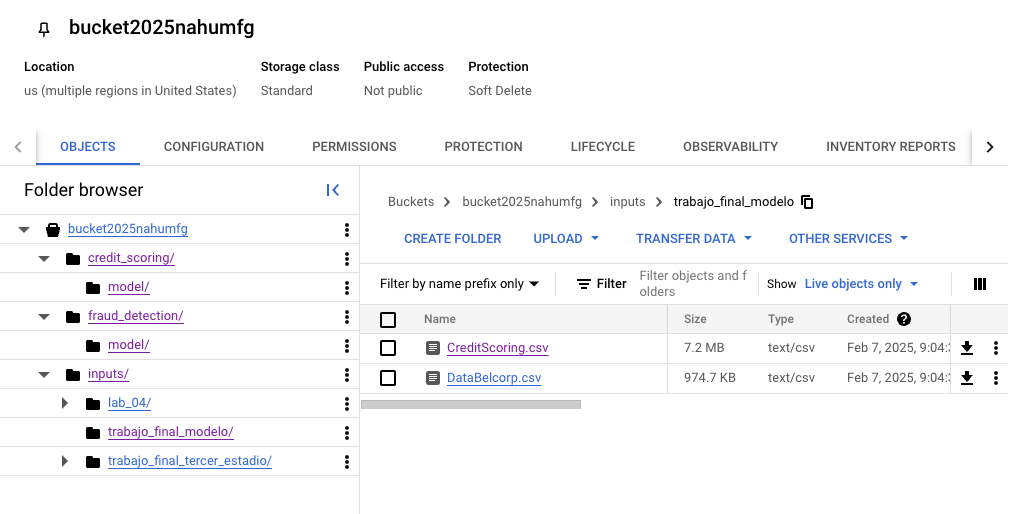 bucket2025nahumfg
Location
Storage class
Public access
Protection
us (multiple regions in United States)
Standard
Not public
Soft Delete
OBJECTS
CONFIGURATION
PERMISSIONS
PROTECTION
LIFECYCLE
OBSERVABILITY
INVENTORY REPORTS
Folder browser
bucket2025nahumfg
credit_scoring/
model/
fraud_detection/
model/
inputs/
lab_04/
trabajo_final_modelo/
trabajo_final_tercer_estadio/
Buckets
bucket2025nahumfg
inputs
trabajo_final_modelo
CREATE FOLDER
UPLOAD
TRANSFER DATA
OTHER SERVICES
Filter by name prefix only
Filter
Filter objects and f
olders
Show
Live objects only
Name
Size
Type
Created
CreditScoring.csv
7.2 MB
text/csv
Feb 7, 2025, 9:04:
DataBelcorp.csv
974.7 KB
text/csv
Feb 7, 2025, 9:04: